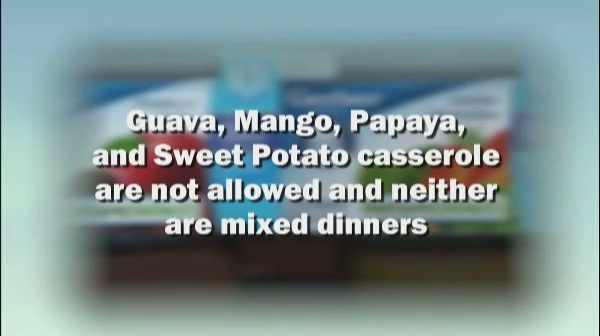 Guava, Mango, Papaya,
and Sweet Potato casserole
are not allowed and neither
are mixed dinners